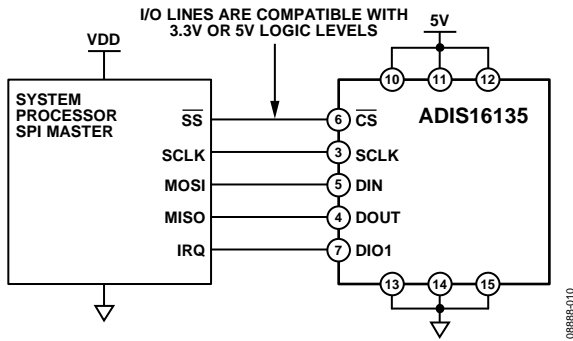 I/O LINES ARE COMPATIBLE WITH
3.3V OR 5V LOGIC LEVELS
VDD
5V
10
11
12
SYSTEM
PROCESSOR
SPI MASTER
ADIS16135
SS
6
CS
SCLK
3
SCLK
MOSI
5
DIN
MISO
4
DOUT
IRQ
7
DIO1
13
14
15
08888-010